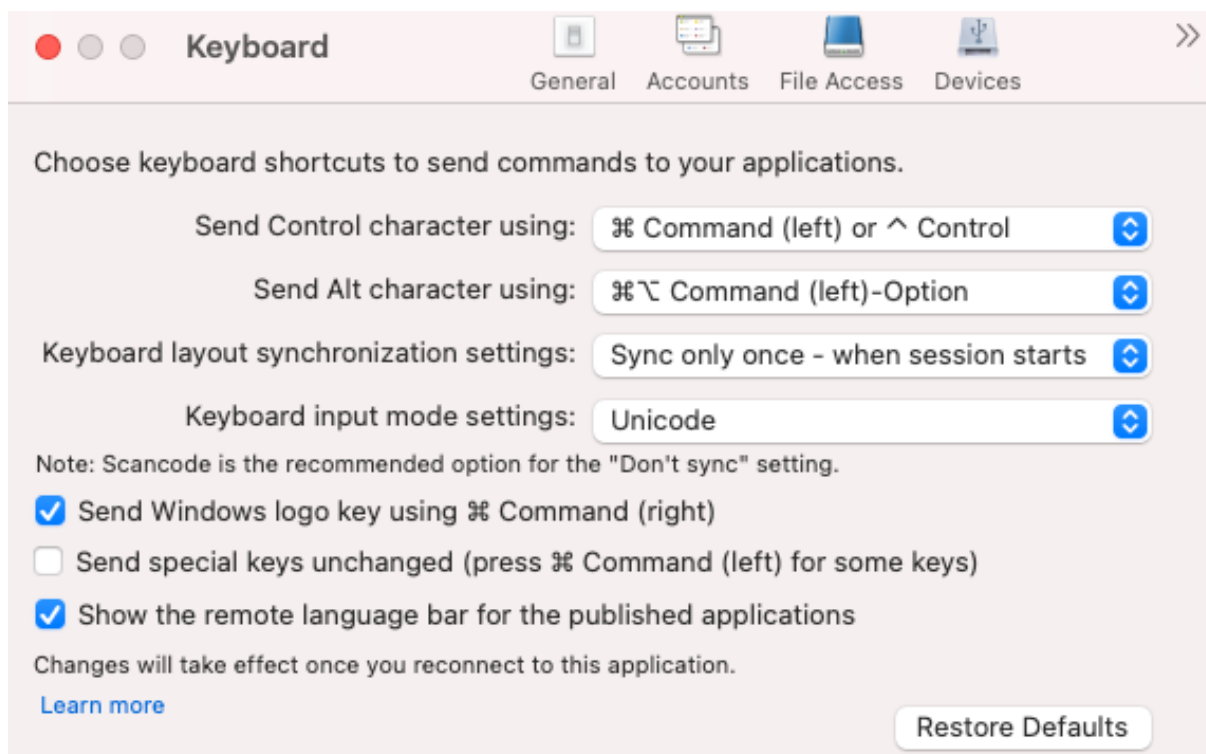 Keyboard
General Accounts File Access Devices
Choose keyboard shortcuts to send commands to your applications.
Send Control character using: ⌘ Command (left) or ^ Control
Send Alt character using: ⌘⌥ Command (left)-Option
Keyboard layout synchronization settings: Sync only once - when session starts
Keyboard input mode settings: Unicode
Note: Scancode is the recommended option for the "Don't sync" setting.
Send Windows logo key using ⌘ Command (right)
Send special keys unchanged (press ⌘ Command (left) for some keys)
Show the remote language bar for the published applications
Changes will take effect once you reconnect to this application.
Learn more
Restore Defaults